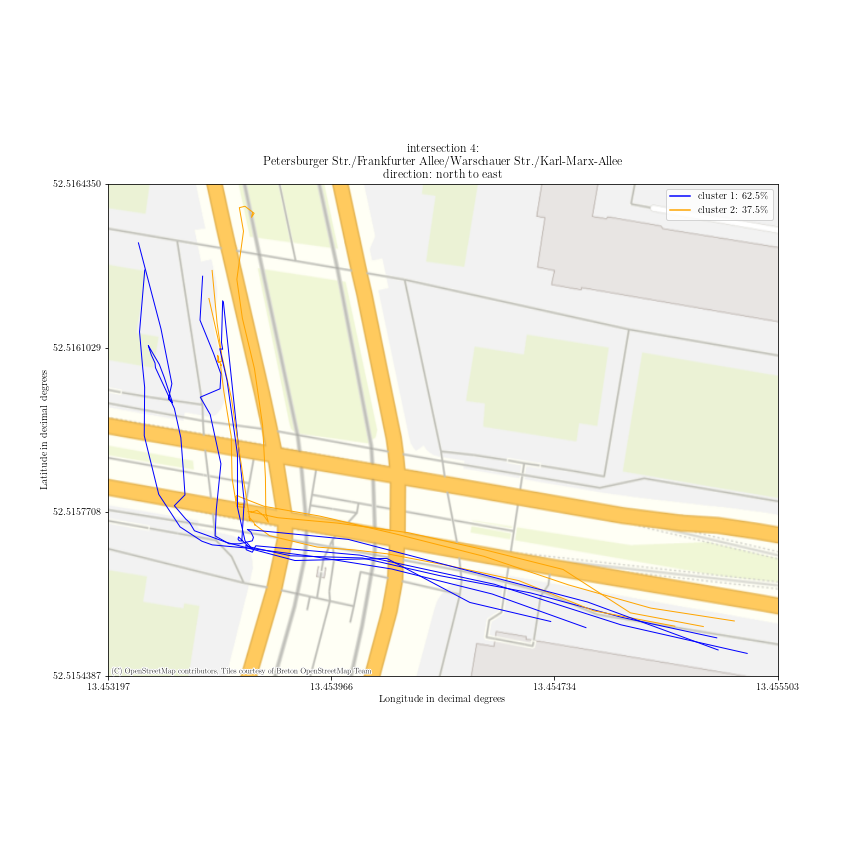 intersection 4:
Petersburger Str./Frankfurter Allee/Warschauer Str./Karl-Marx-Allee
direction: north to east
52.5164350
cluster 1: 62.5%
cluster 2: 37.5%
52.5161029
Latitude in decimal degrees
52.5157708
(C) OpenStreetMap contributors, Tiles courtesy of Breton OpenStreetMap Team
52.5154387
13.453197
13.453966
13.454734
13.455503
Longitude in decimal degrees